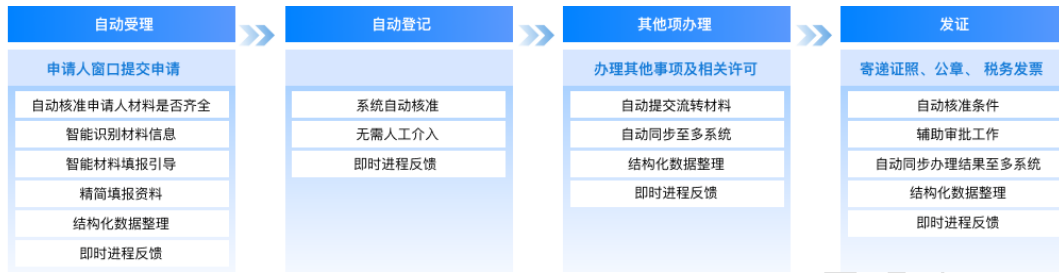 自动受理
申请人窗口提交申请
自动核准申请人材料是否齐全
智能识别材料信息
智能材料填报引导
精简填报资料
结构化数据整理
即时进程反馈
自动登记
系统自动核准
无需人工介入
即时进程反馈
其他项办理
办理其他事项及相关许可
自动提交流转材料
自动同步至多系统
结构化数据整理
即时进程反馈
发证
寄递证照、公章、 税务发票
自动核准条件
辅助审批工作
自动同步办理结果至多系统
结构化数据整理
即时进程反馈